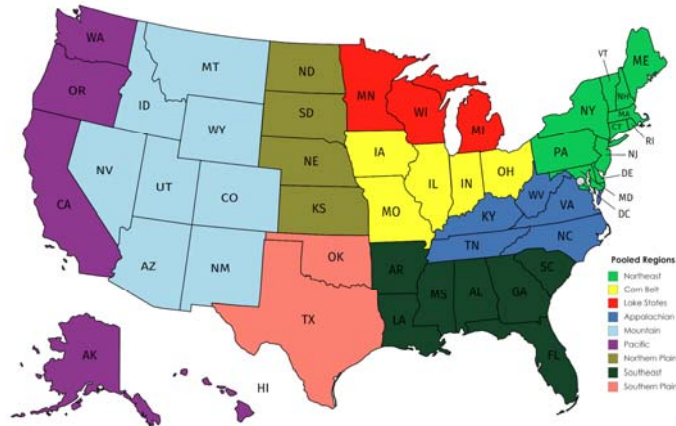 WA
MT
ND
MN
VT
ME
OR
ID
SD
WI
MI
NY
NH
MA
CT
RI
WY
NE
IA
PA
NJ
NV
UT
CO
KS
MO
IL
IN
OH
WV
VA
DE
MD
DC
CA
KY
AZ
NM
OK
AR
TN
NC
SC
TX
LA
MS
AL
GA
FL
AK
HI
Pooled Regions
Northeast
Corn Belt
Lake States
Appalachian
Mountain
Pacific
Northern Plain
Southeast
Southern Plain